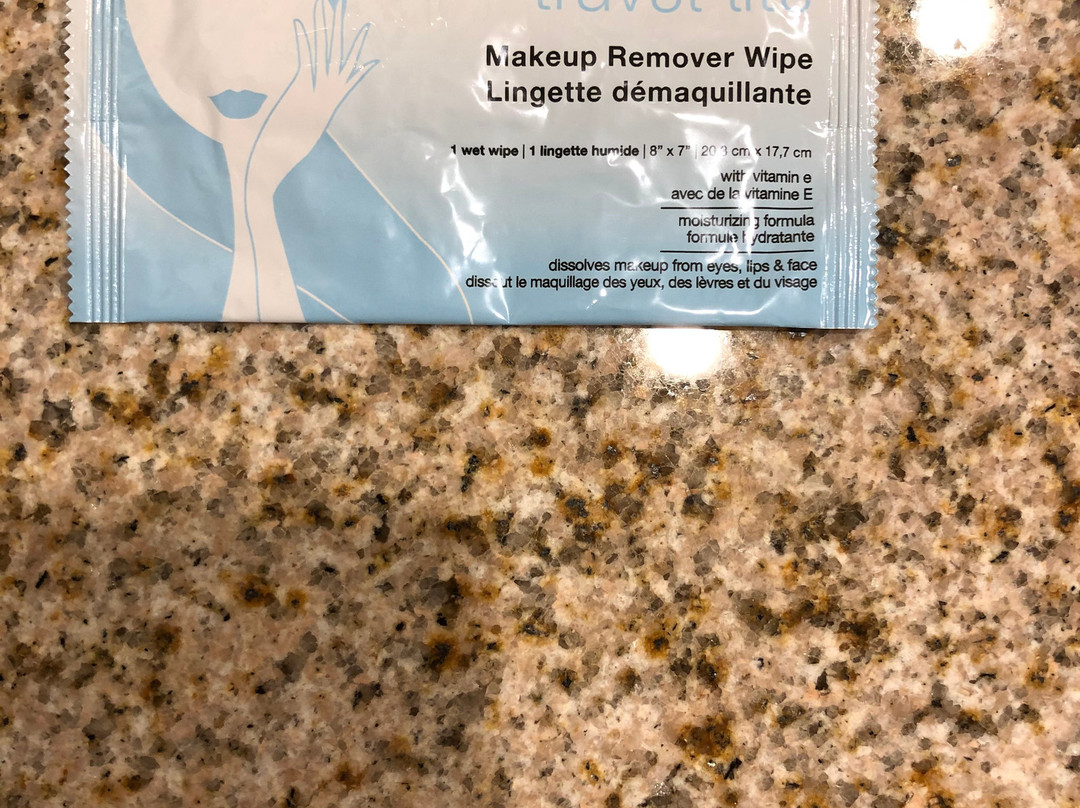 travel lite
Makeup Remover Wipe
Lingette démaquillante
1 wet wipe | 1 lingette humide | 8” x 7” | 20,3 cm x 17,7 cm
with vitamin e
avec de la vitamine E
moisturizing formula
formule hydratante
dissolves makeup from eyes, lips & face
dissout le maquillage des yeux, des lèvres et du visage